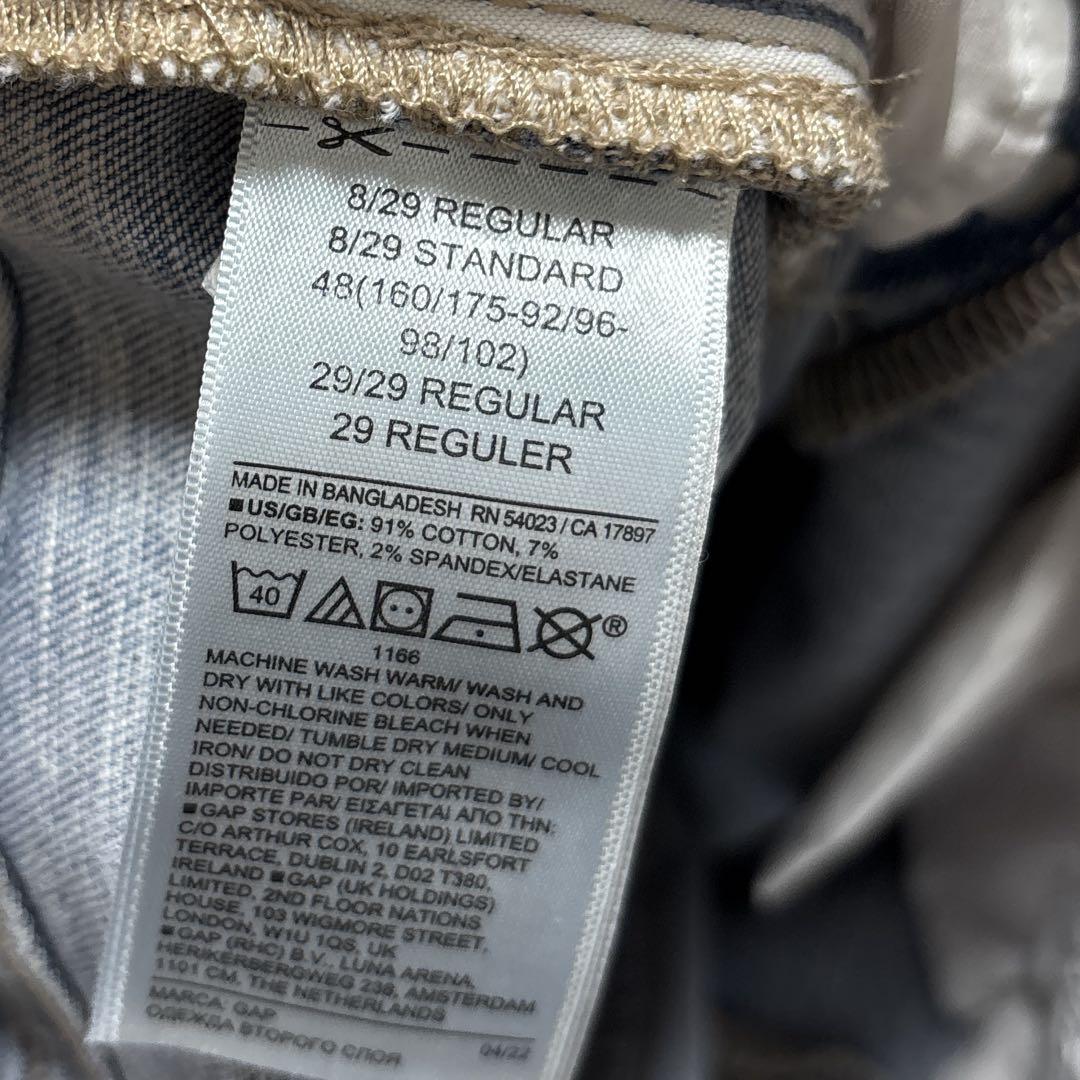 8/29 REGULAR
8/29 STANDARD
48(160/175-92/96-
98/102)
29/29 REGULAR
29 REGULER
MADE IN BANGLADESH RN 54023 / CA 17897
■US/GB/EG: 91% COTTON, 7%
POLYESTER, 2% SPANDEX/ELASTANE
40
®
1166
MACHINE WASH WARM/ WASH AND
DRY WITH LIKE COLORS/ ONLY
NON-CHLORINE BLEACH WHEN
NEEDED/ TUMBLE DRY MEDIUM/ COOL
IRON/ DO NOT DRY CLEAN
DISTRIBUIDO POR/ IMPORTED BY/
IMPORTE PAR/ ΕΙΣΑΓΕΤΑΙ ΑΠΟ ΤΗΝ:
■GAP STORES (IRELAND) LIMITED
C/O ARTHUR COX, 10 EARLSFORT
TERRACE, DUBLIN 2, D02 T380,
IRELAND ■GAP (UK HOLDINGS)
LIMITED, 2ND FLOOR NATIONS
HOUSE, 103 WIGMORE STREET,
LONDON, W1U 1QS, UK
■GAP (RHC) B.V., LUNA ARENA,
HERIKERBERGWEG 238, AMSTERDAM
1101 CM, THE NETHERLANDS
MARCA: GAP
ОДЕЖДА ВТОРОГО СЛОЯ 04/22